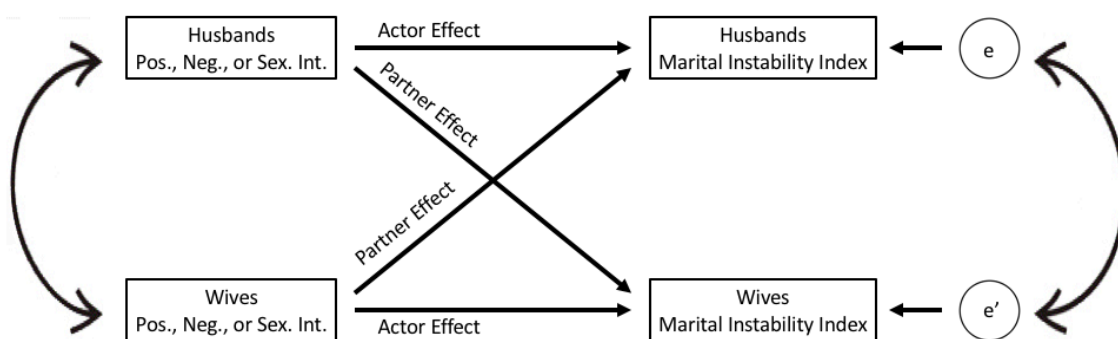 Husbands
Pos., Neg., or Sex. Int.
Actor Effect
Husbands
Marital Instability Index
e
Partner Effect
Partner Effect
Wives
Pos., Neg., or Sex. Int.
Actor Effect
Wives
Marital Instability Index
e’